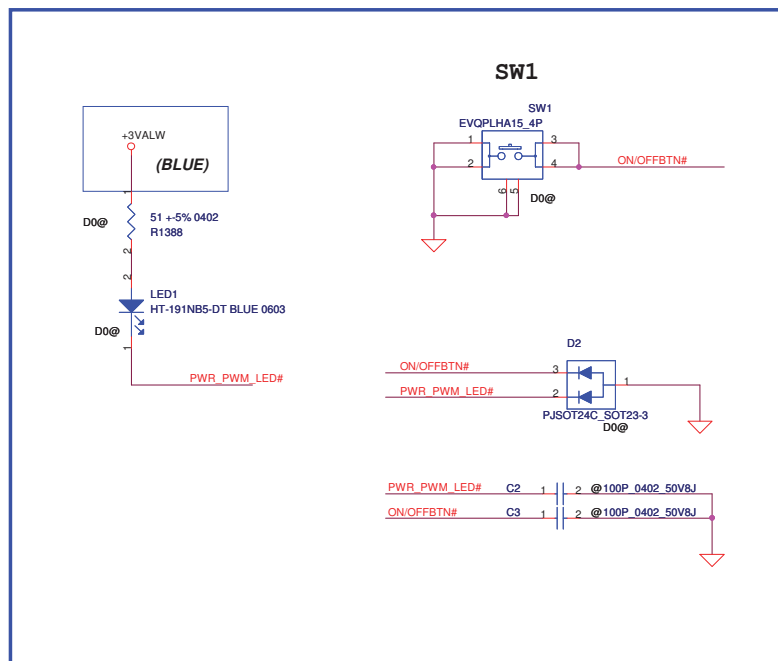 SW1
+3VALW
(BLUE)
1
D0@
51 +-5% 0402
R1388
2
2
LED1
HT-191NB5-DT BLUE 0603
D0@
1
PWR_PWM_LED#
SW1
EVQPLHA15_4P
1
3
2
4
ON/OFFBTN#
6
5
D0@
D2
ON/OFFBTN#
3
1
PWR_PWM_LED#
2
PJSOT24C_SOT23-3
D0@
PWR_PWM_LED#
C2
1
2
@100P_0402_50V8J
ON/OFFBTN#
C3
1
2
@100P_0402_50V8J